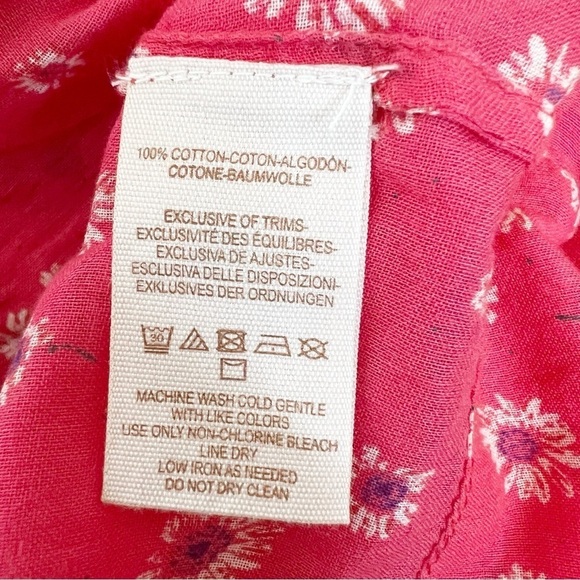 100% COTTON-COTON-ALGODÓN-
COTONE-BAUMWOLLE
EXCLUSIVE OF TRIMS-
EXCLUSIVITÉ DES ÉQUILIBRES-
EXCLUSIVA DE AJUSTES-
ESCLUSIVA DELLE DISPOSIZIONI-
EXKLUSIVES DER ORDNUNGEN
30
MACHINE WASH COLD GENTLE
WITH LIKE COLORS
USE ONLY NON-CHLORINE BLEACH
LINE DRY
LOW IRON AS NEEDED
DO NOT DRY CLEAN